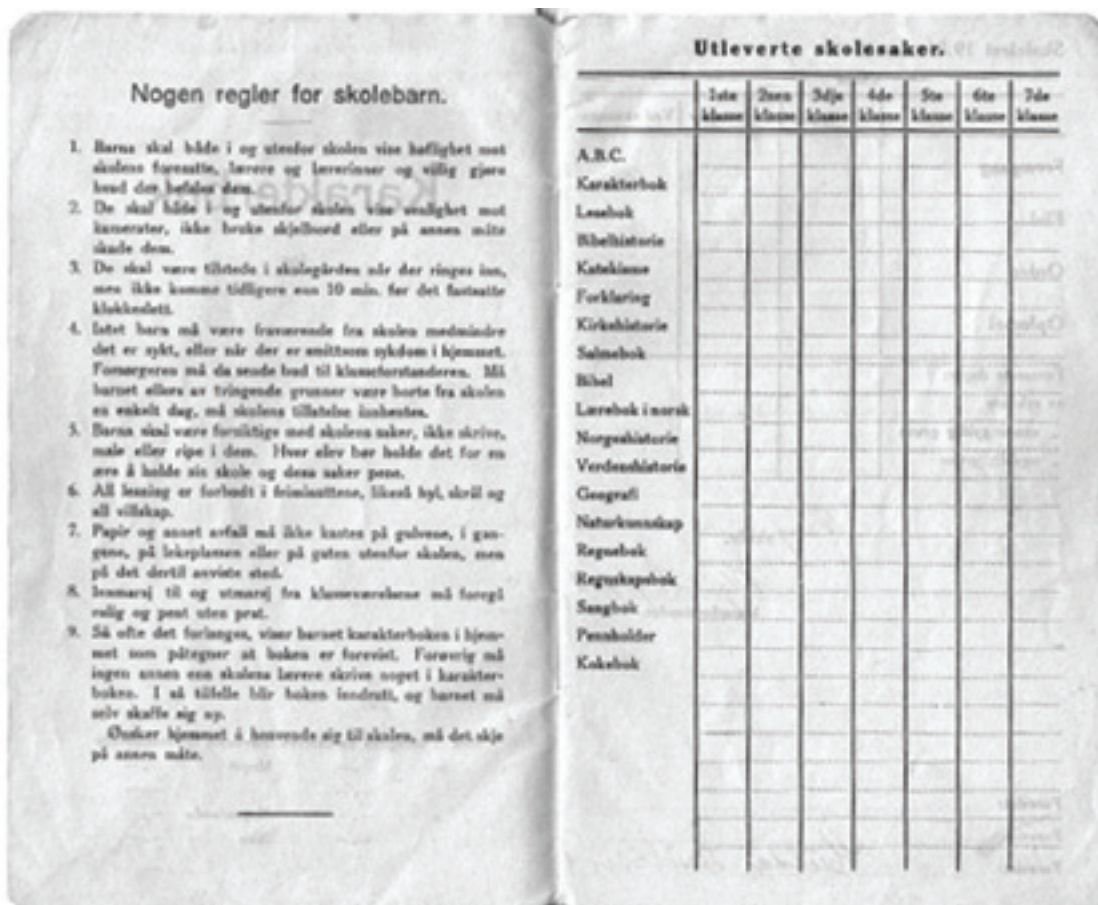 Nogen regler for skolebarn.
1. Barna skal både i og utenfor skolen vise høflighet mot
skolens foresatte, lærere og lærerinner og villig gjøre
hvad der befales dem.
2. De skal både i og utenfor skolen vise venlighet mot
kamerater, ikke bruke skjellsord eller på annen måte
skade dem.
3. De skal være tilstede i skolegården når der ringes inn,
men ikke komme tidligere enn 10 min. før det fastsatte
klokkeslett.
4. Intet barn må være fraværende fra skolen medmindre
det er sykt, eller når der er smittsom sykdom i hjemmet.
Forsørgeren må da sende bud til klasseforstanderen. Må
barnet ellers av tvingende grunner være borte fra skolen
en enkelt dag, må skolens tillatelse innhentes.
5. Barna skal være forsiktige med skolens saker, ikke skrive,
male eller ripe i dem. Hver elev bør holde det for en
ære å holde sin skole og dens saker pene.
6. All lesning er forbudt i friminuttene, likeså hyl, skrål og
all villskap.
7. Papir og annet avfall må ikke kastes på gulvene, i gan-
gene, på lekeplassen eller på gaten utenfor skolen, men
på det dertil anviste sted.
8. Innmarsj til og utmarsj fra klasseværelsene må foregå
rolig og pent uten prat.
9. Så ofte det forlanges, viser barnet karakterboken i hjem-
met som påtegner at boken er forevist. Forøvrig må
ingen annen enn skolens lærere skrive noget i karakter-
boken. I så tilfelle blir boken inndratt, og barnet må
selv skaffe sig ny.
Ønsker hjemmet å henvende sig til skolen, må det skje
på annen måte.
Utleverte skolesaker.
1ste klasse 2nen klasse 3dje klasse 4de klasse 5te klasse 6te klasse 7de klasse
A.B.C.
Karakterbok
Lesebok
Bibelhistorie
Katekisme
Forklaring
Kirkehistorie
Salmebok
Bibel
Lærebok i norsk
Norgeshistorie
Verdenshistorie
Geografi
Naturkunnskap
Regnebok
Regnskapsbok
Sangbok
Pennholder
Kokebok